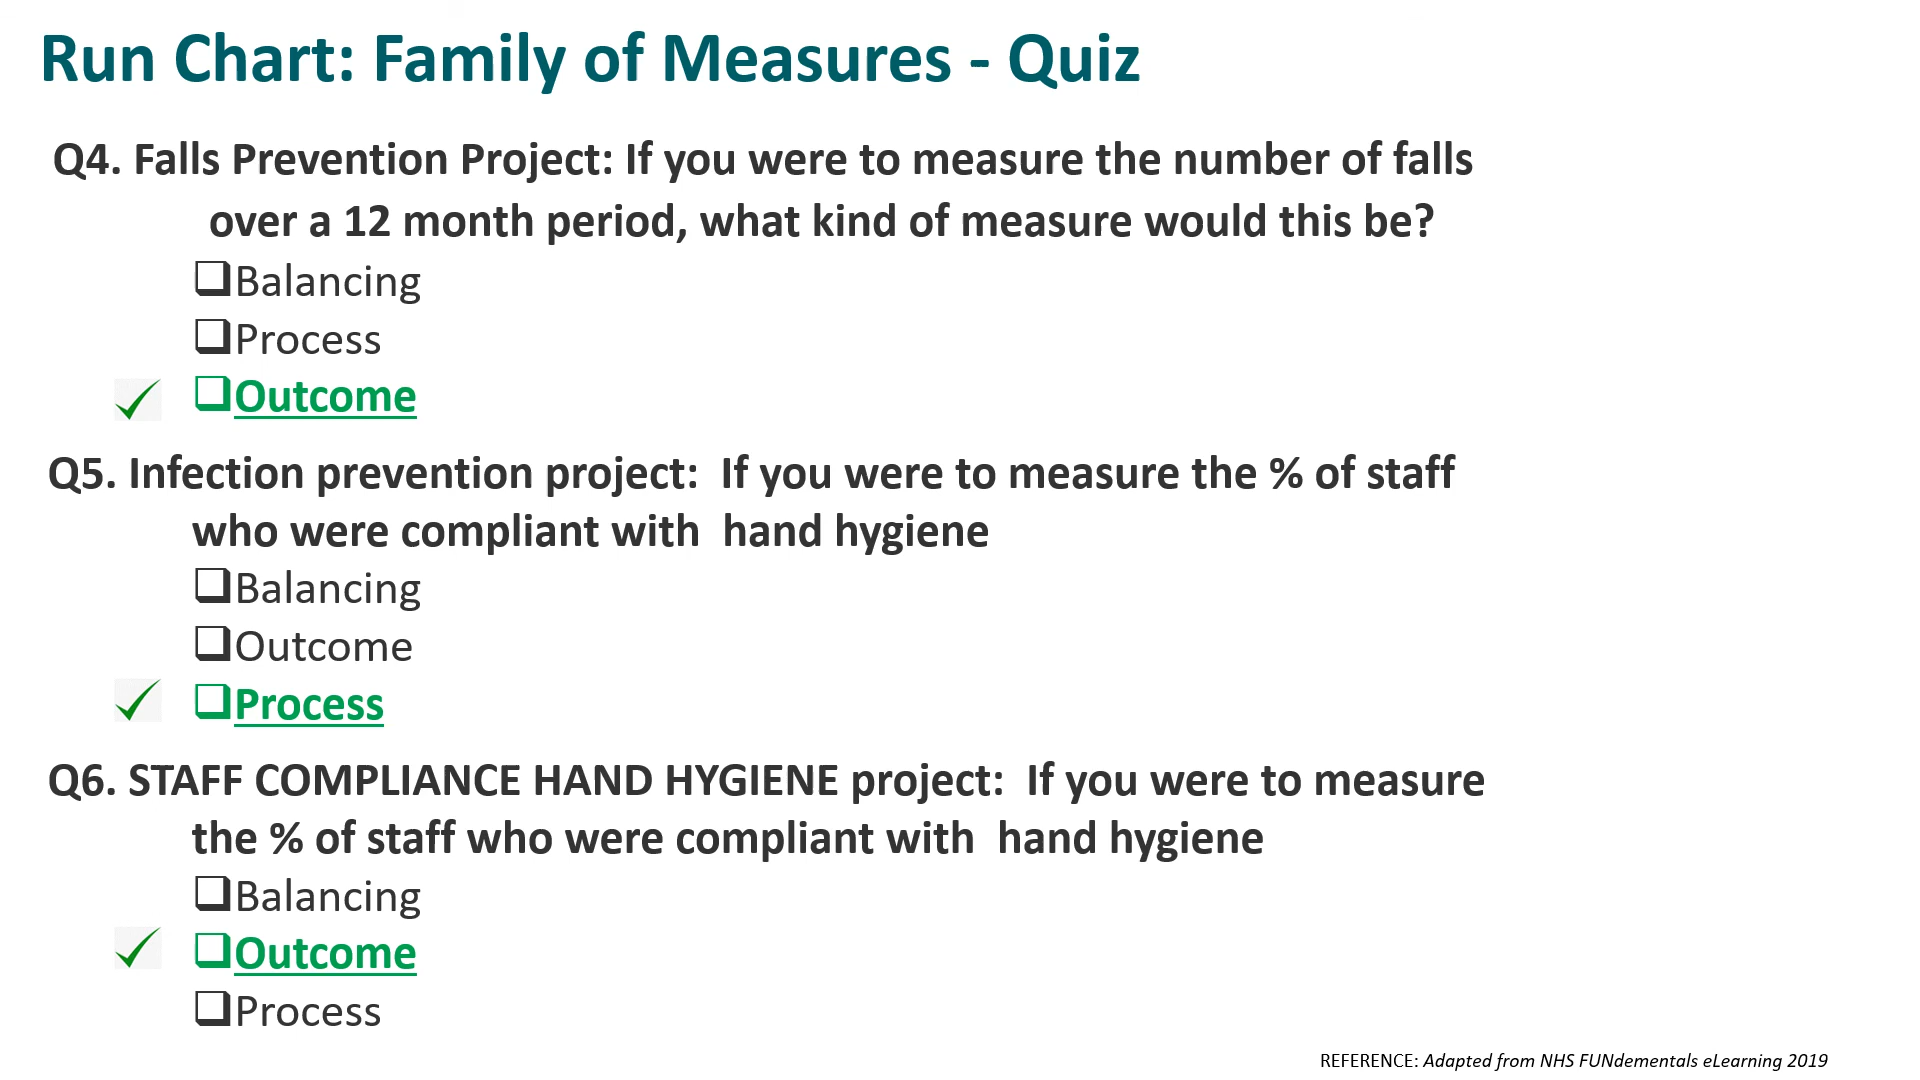 Run Chart: Family of Measures - Quiz
Q4. Falls Prevention Project: If you were to measure the number of falls
over a 12 month period, what kind of measure would this be?
❑Balancing
❑Process
✓ ❑Outcome
Q5. Infection prevention project:  If you were to measure the % of staff
who were compliant with  hand hygiene
❑Balancing
❑Outcome
✓ ❑Process
Q6. STAFF COMPLIANCE HAND HYGIENE project:  If you were to measure
the % of staff who were compliant with  hand hygiene
❑Balancing
✓ ❑Outcome
❑Process
REFERENCE: Adapted from NHS FUNdementals eLearning 2019